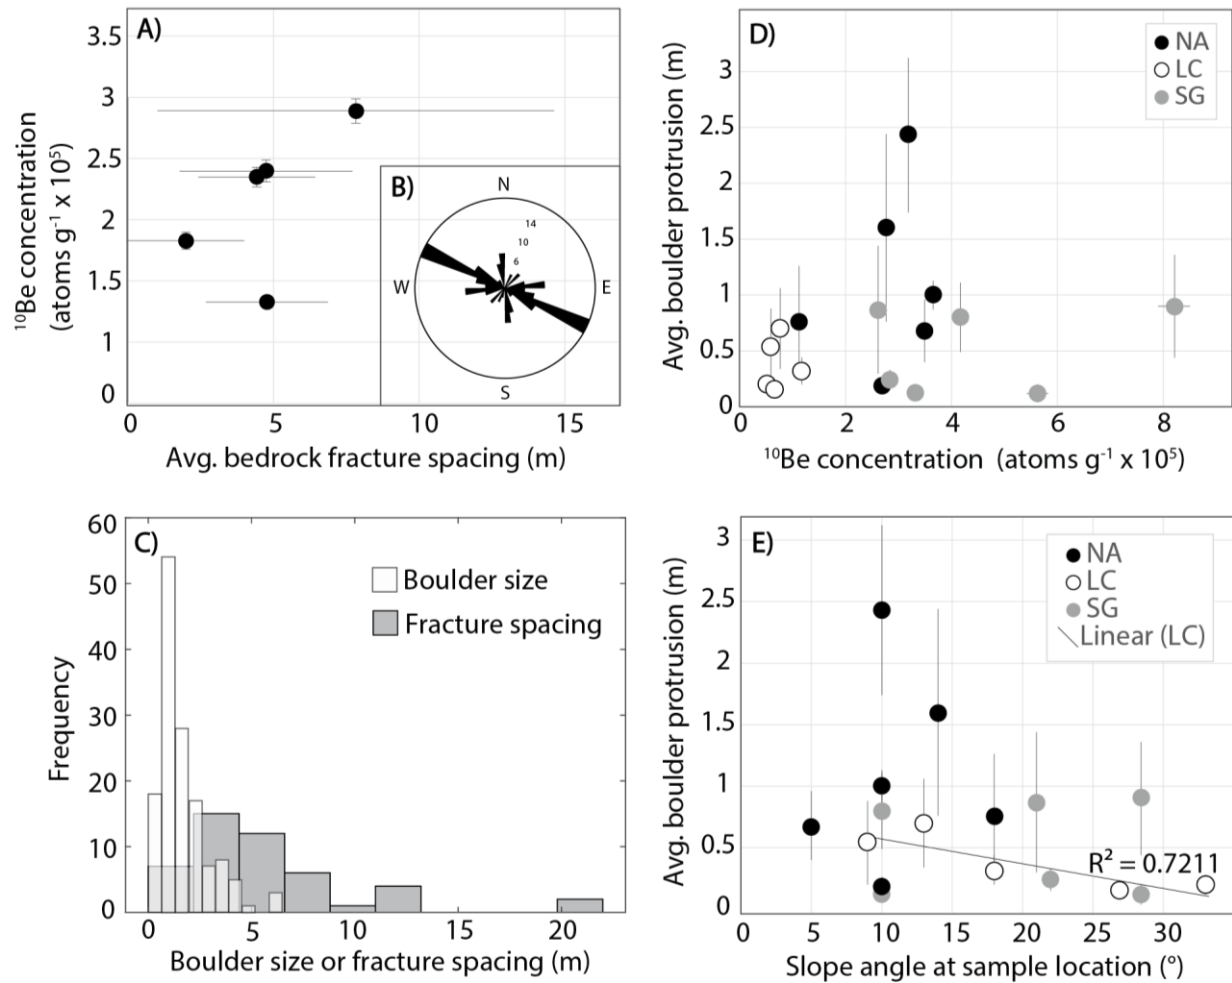 A)
3.5
3
2.5
2
1.5
1
0
¹⁰Be concentration
(atoms g⁻¹ x 10⁵)
0
5
10
15
Avg. bedrock fracture spacing (m)
B)
N
14
10
6
W
E
S
C)
60
50
40
30
20
10
0
Frequency
Boulder size
Fracture spacing
0
5
10
15
20
Boulder size or fracture spacing (m)
D)
NA
LC
SG
3
2.5
2
1.5
1
0.5
0
Avg. boulder protrusion (m)
0
2
4
6
8
¹⁰Be concentration (atoms g⁻¹ x 10⁵)
E)
NA
LC
SG
Linear (LC)
3
2.5
2
1.5
1
0.5
0
Avg. boulder protrusion (m)
R² = 0.7211
0
5
10
15
20
25
30
Slope angle at sample location (°)